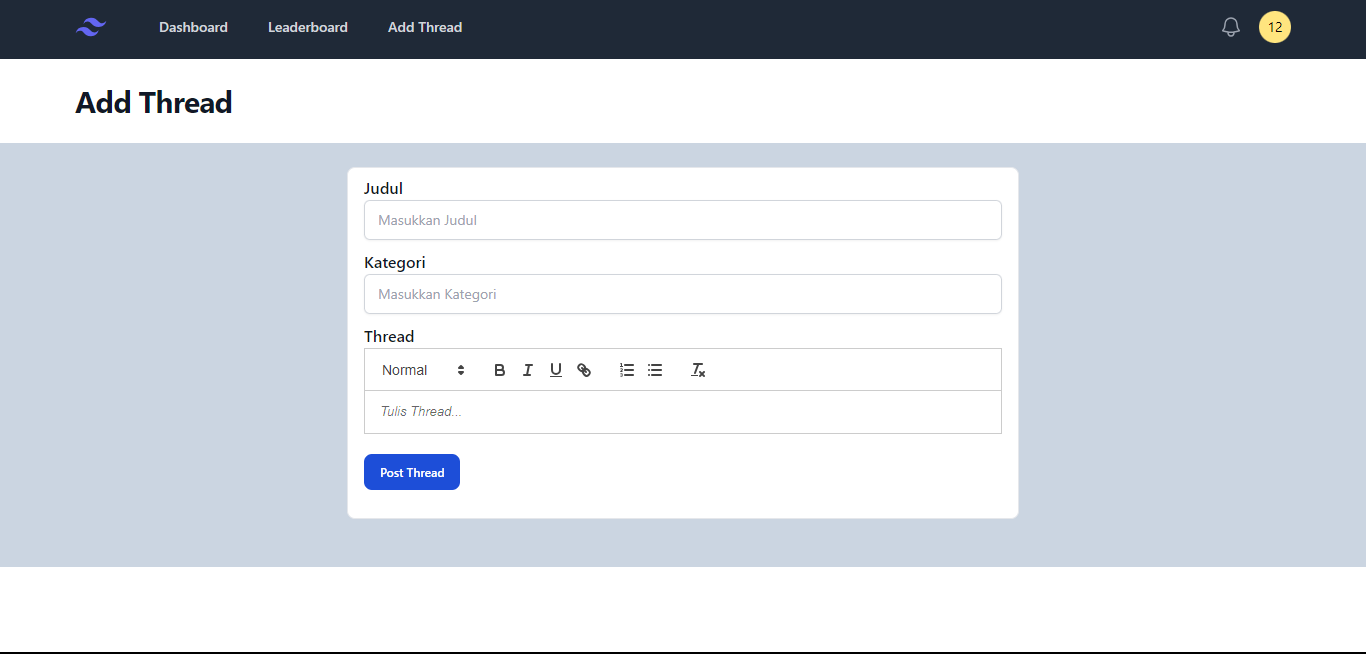 Dashboard Leaderboard Add Thread 12
Add Thread
Judul
Masukkan Judul
Kategori
Masukkan Kategori
Thread
Normal B I U
Tulis Thread...
Post Thread